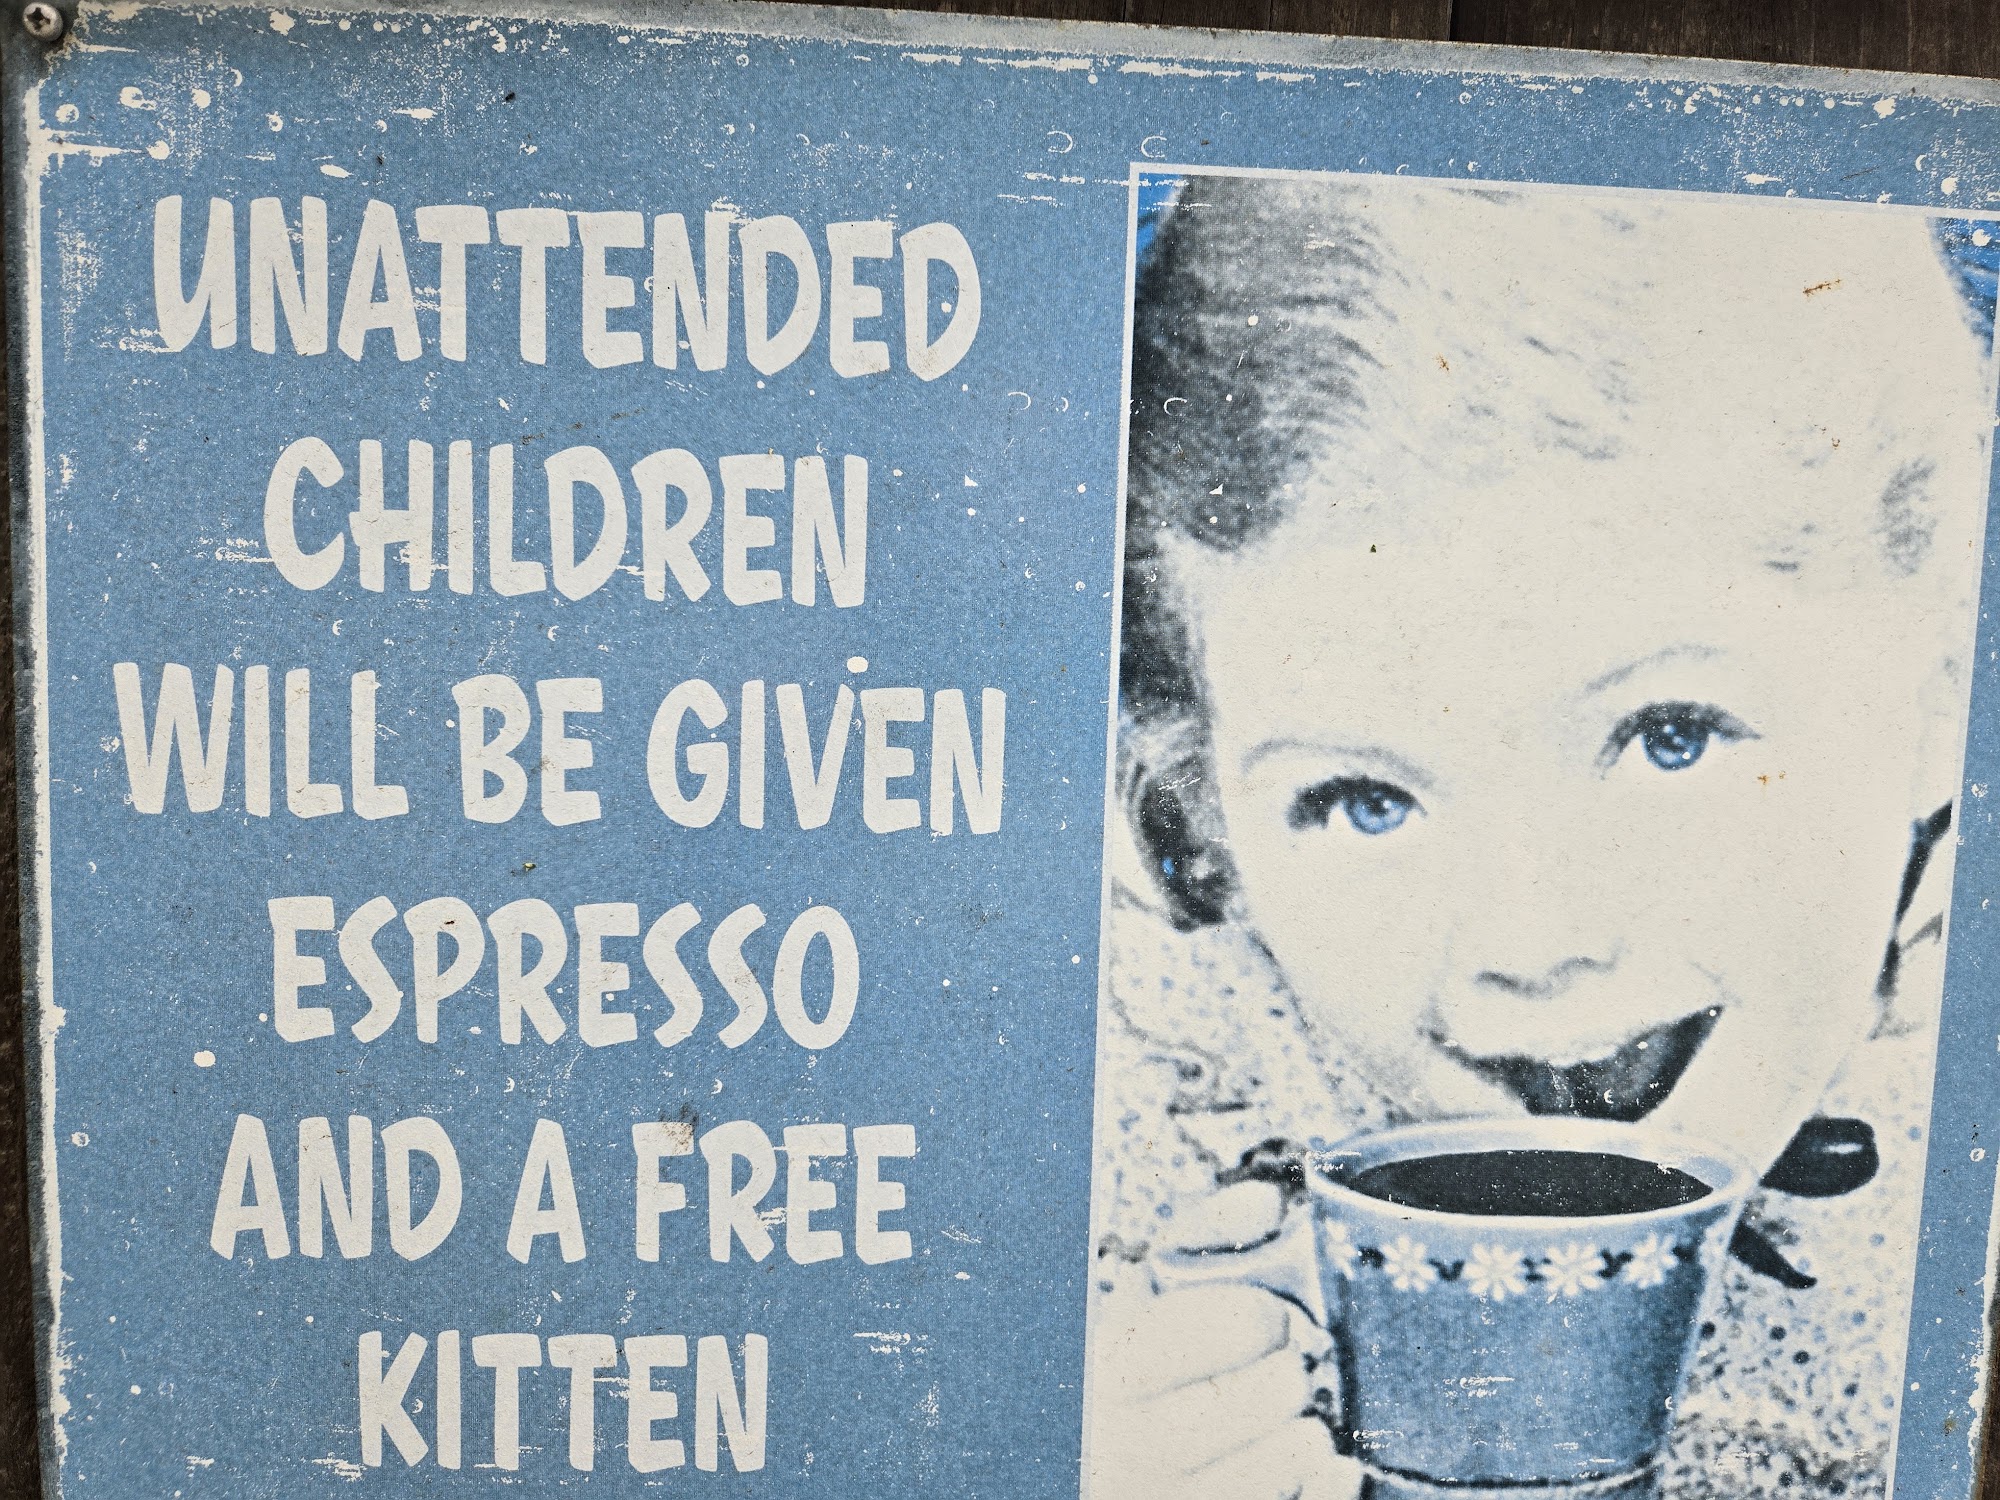 UNATTENDED
CHILDREN
WILL BE GIVEN
ESPRESSO
AND A FREE
KITTEN